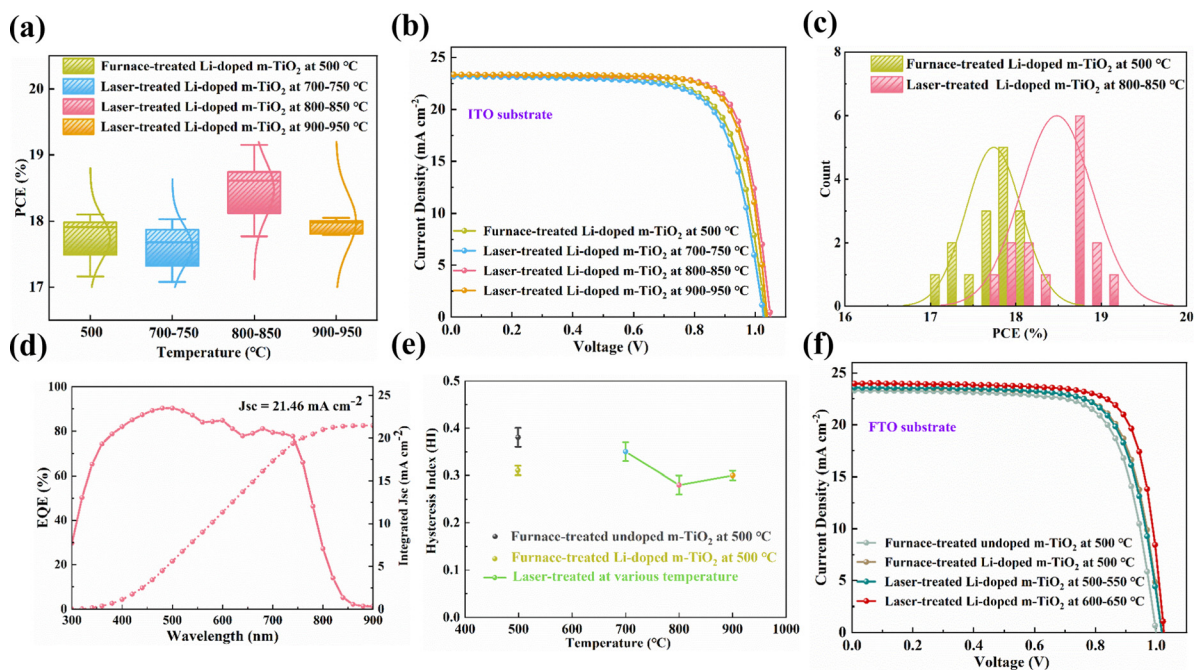 (a)
Furnace-treated Li-doped m-TiO₂ at 500 ℃
Laser-treated Li-doped m-TiO₂ at 700-750 ℃
Laser-treated Li-doped m-TiO₂ at 800-850 ℃
Laser-treated Li-doped m-TiO₂ at 900-950 ℃
PCE (%)
20
19
18
17
500
700-750
800-850
900-950
Temperature (℃)
(b)
Current Density (mA cm⁻²)
25
20
15
10
5
0
ITO substrate
Furnace-treated Li-doped m-TiO₂ at 500 ℃
Laser-treated Li-doped m-TiO₂ at 700-750 ℃
Laser-treated Li-doped m-TiO₂ at 800-850 ℃
Laser-treated Li-doped m-TiO₂ at 900-950 ℃
0.0 0.2 0.4 0.6 0.8 1.0
Voltage (V)
(c)
Furnace-treated Li-doped m-TiO₂ at 500 ℃
Laser-treated Li-doped m-TiO₂ at 800-850 ℃
Count
8
6
4
2
0
16 17 18 19 20
PCE (%)
(d)
Jsc = 21.46 mA cm⁻²
EQE (%)
100
80
60
40
20
0
Integrated Jsc (mA cm⁻²)
25
20
15
10
5
0
300 400 500 600 700 800 900
Wavelength (nm)
(e)
Hysteresis Index (HI)
0.5
0.4
0.3
0.2
0.1
0.0
Furnace-treated undoped m-TiO₂ at 500 ℃
Furnace-treated Li-doped m-TiO₂ at 500 ℃
Laser-treated at various temperature
400 500 600 700 800 900 1000
Temperature (℃)
(f)
Current Density (mA cm⁻²)
25
20
15
10
5
0
FTO substrate
Furnace-treated undoped m-TiO₂ at 500 ℃
Furnace-treated Li-doped m-TiO₂ at 500 ℃
Laser-treated Li-doped m-TiO₂ at 500-550 ℃
Laser-treated Li-doped m-TiO₂ at 600-650 ℃
0.0 0.2 0.4 0.6 0.8 1.0
Voltage (V)